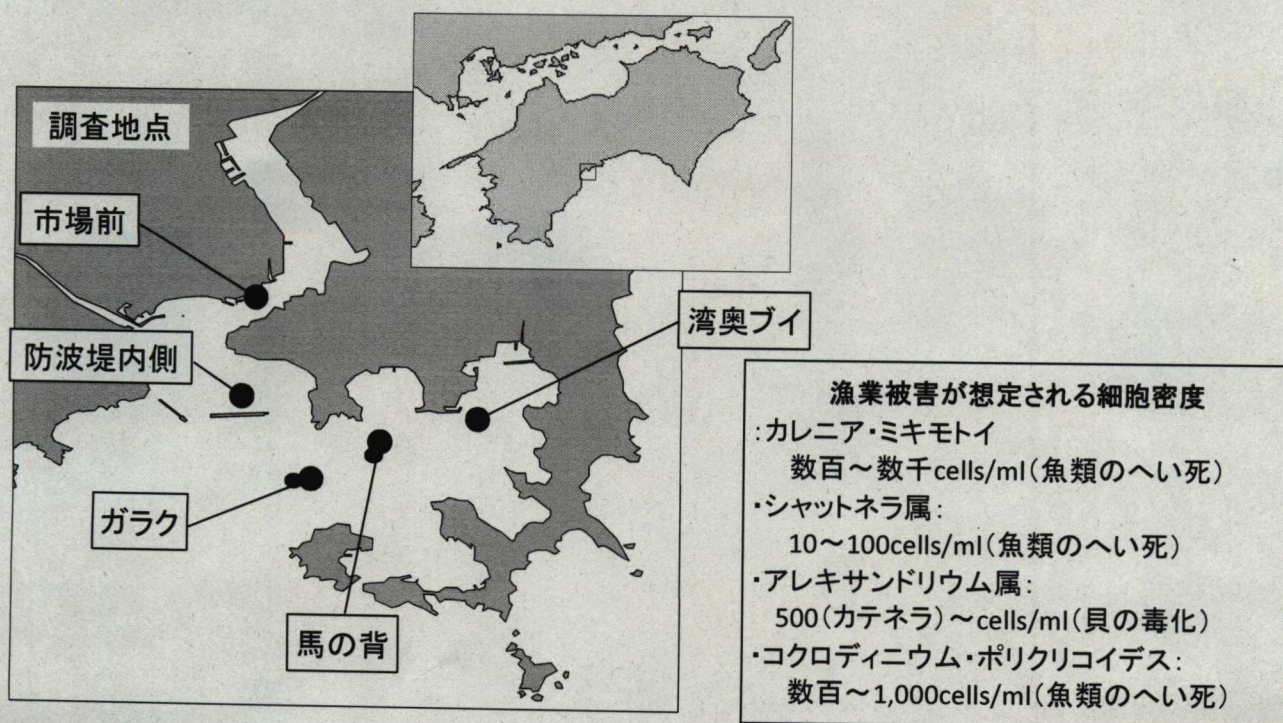 調査地点
市場前
防波堤内側
ガラク
馬の背
湾奥ブイ
漁業被害が想定される細胞密度
:カレニア・ミキモトイ
数百～数千cells/ml(魚類のへい死)
・シャットネラ属:
10～100cells/ml(魚類のへい死)
・アレキサンドリウム属:
500(カテネラ)～cells/ml(貝の毒化)
・コクロディニウム・ポリクリコイデス:
数百～1,000cells/ml(魚類のへい死)